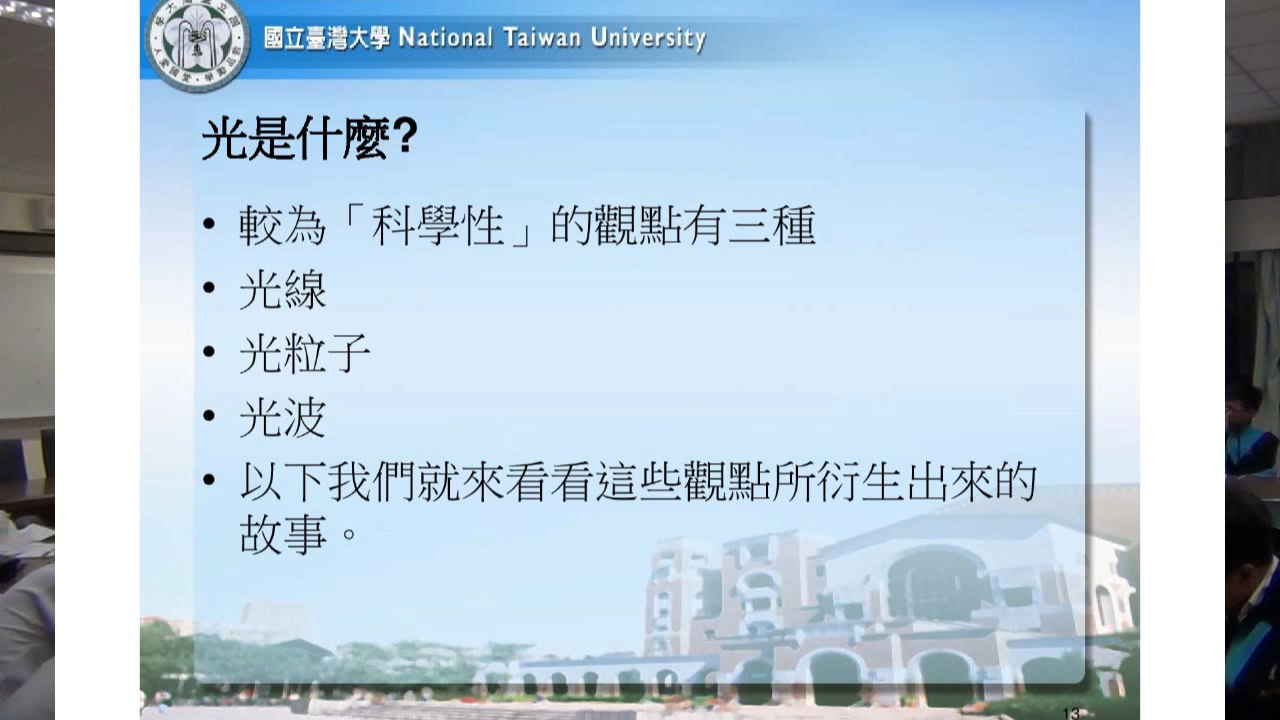 國立臺灣大學 National Taiwan University
光是什麼?
• 較為「科學性」的觀點有三種
• 光線
• 光粒子
• 光波
• 以下我們就來看看這些觀點所衍生出來的
故事。
13